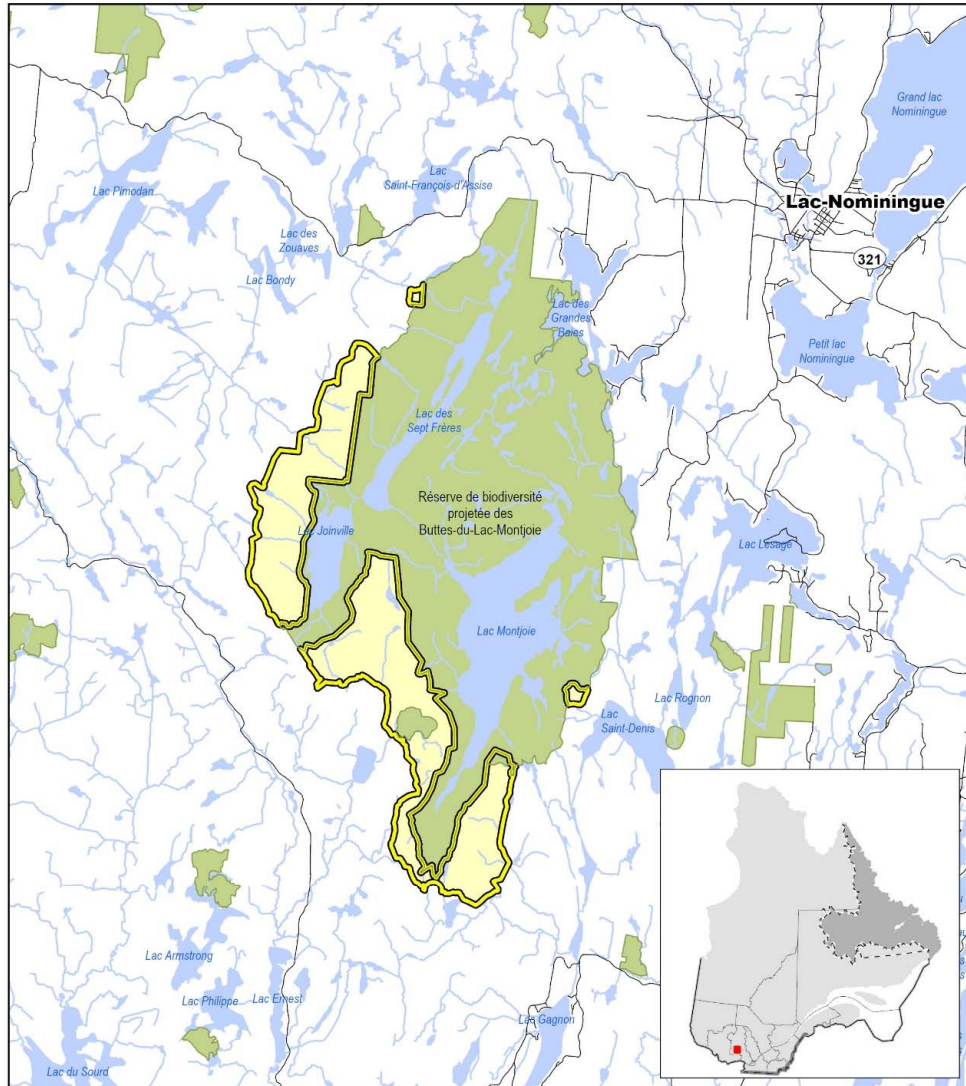 Grand lac
Nominingue
Lac
Saint-François-d'Assise
Lac Pimodan
Lac-Nominingue
Lac des
Zouaves
321
Lac Bondy
Lac des
Grandes
Baies
Petit lac
Nominingue
Lac des
Sept Frères
Réserve de biodiversité
projetée des
Buttes-du-Lac-Montjoie
Lac Joinville
Lac Lesage
Lac Montjoie
Lac Rognon
Lac
Saint-Denis
Lac Armstrong
Lac Philippe
Lac Ernest
Lac Gagnon
Lac du Sourd